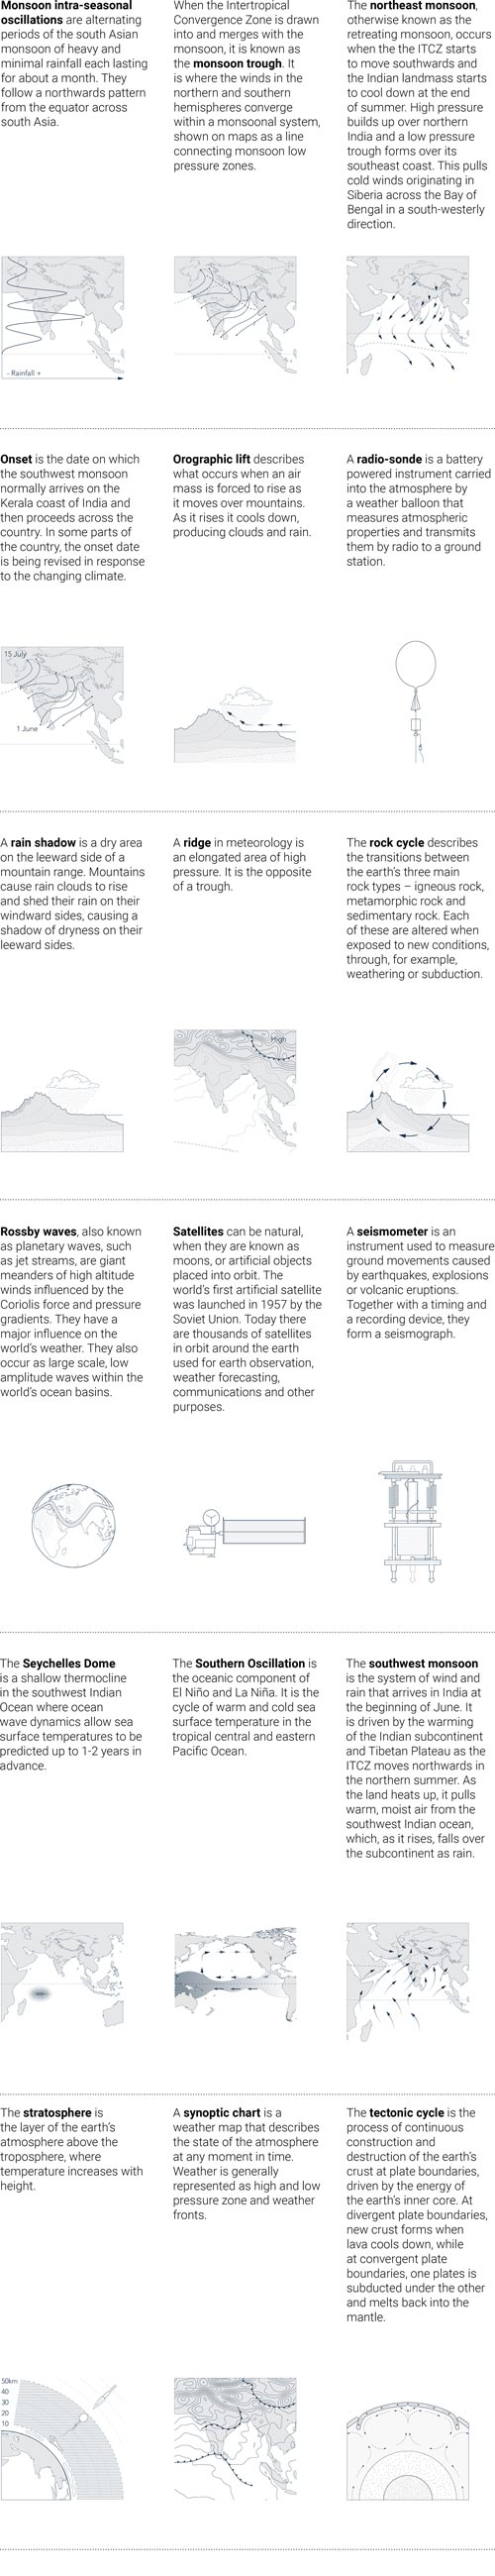 Monsoon intra-seasonal
oscillations are alternating
periods of the south Asian
monsoon of heavy and
minimal rainfall each lasting
for about a month. They
follow a northwards pattern
from the equator across
south Asia.
When the Intertropical
Convergence Zone is drawn
into and merges with the
monsoon, it is known as
the monsoon trough. It
is where the winds in the
northern and southern
hemispheres converge
within a monsoonal system,
shown on maps as a line
connecting monsoon low
pressure zones.
The northeast monsoon,
otherwise known as the
retreating monsoon, occurs
when the the ITCZ starts
to move southwards and
the Indian landmass starts
to cool down at the end
of summer. High pressure
builds up over northern
India and a low pressure
trough forms over its
southeast coast. This pulls
cold winds originating in
Siberia across the Bay of
Bengal in a south-westerly
direction.
- Rainfall +
Onset is the date on which
the southwest monsoon
normally arrives on the
Kerala coast of India and
then proceeds across the
country. In some parts of
the country, the onset date
is being revised in response
to the changing climate.
Orographic lift describes
what occurs when an air
mass is forced to rise as
it moves over mountains.
As it rises it cools down,
producing clouds and rain.
A radio-sonde is a battery
powered instrument carried
into the atmosphere by
a weather balloon that
measures atmospheric
properties and transmits
them by radio to a ground
station.
15 July
1 June
A rain shadow is a dry area
on the leeward side of a
mountain range. Mountains
cause rain clouds to rise
and shed their rain on their
windward sides, causing a
shadow of dryness on their
leeward sides.
A ridge in meteorology is
an elongated area of high
pressure. It is the opposite
of a trough.
The rock cycle describes
the transitions between
the earth's three main
rock types – igneous rock,
metamorphic rock and
sedimentary rock. Each
of these are altered when
exposed to new conditions,
through, for example,
weathering or subduction.
High
Rossby waves, also known
as planetary waves, such
as jet streams, are giant
meanders of high altitude
winds influenced by the
Coriolis force and pressure
gradients. They have a
major influence on the
world's weather. They also
occur as large scale, low
amplitude waves within the
world's ocean basins.
Satellites can be natural,
when they are known as
moons, or artificial objects
placed into orbit. The
world's first artificial satellite
was launched in 1957 by the
Soviet Union. Today there
are thousands of satellites
in orbit around the earth
used for earth observation,
weather forecasting,
communications and other
purposes.
A seismometer is an
instrument used to measure
ground movements caused
by earthquakes, explosions
or volcanic eruptions.
Together with a timing and
a recording device, they
form a seismograph.
The Seychelles Dome
is a shallow thermocline
in the southwest Indian
Ocean where ocean
wave dynamics allow sea
surface temperatures to be
predicted up to 1-2 years in
advance.
The Southern Oscillation is
the oceanic component of
El Niño and La Niña. It is the
cycle of warm and cold sea
surface temperature in the
tropical central and eastern
Pacific Ocean.
The southwest monsoon
is the system of wind and
rain that arrives in India at
the beginning of June. It
is driven by the warming
of the Indian subcontinent
and Tibetan Plateau as the
ITCZ moves northwards in
the northern summer. As
the land heats up, it pulls
warm, moist air from the
southwest Indian ocean,
which, as it rises, falls over
the subcontinent as rain.
The stratosphere is
the layer of the earth's
atmosphere above the
troposphere, where
temperature increases with
height.
A synoptic chart is a
weather map that describes
the state of the atmosphere
at any moment in time.
Weather is generally
represented as high and low
pressure zone and weather
fronts.
The tectonic cycle is the
process of continuous
construction and
destruction of the earth's
crust at plate boundaries,
driven by the energy of
the earth's inner core. At
divergent plate boundaries,
new crust forms when
lava cools down, while
at convergent plate
boundaries, one plates is
subducted under the other
and melts back into the
mantle.
50km
40
30
20
10